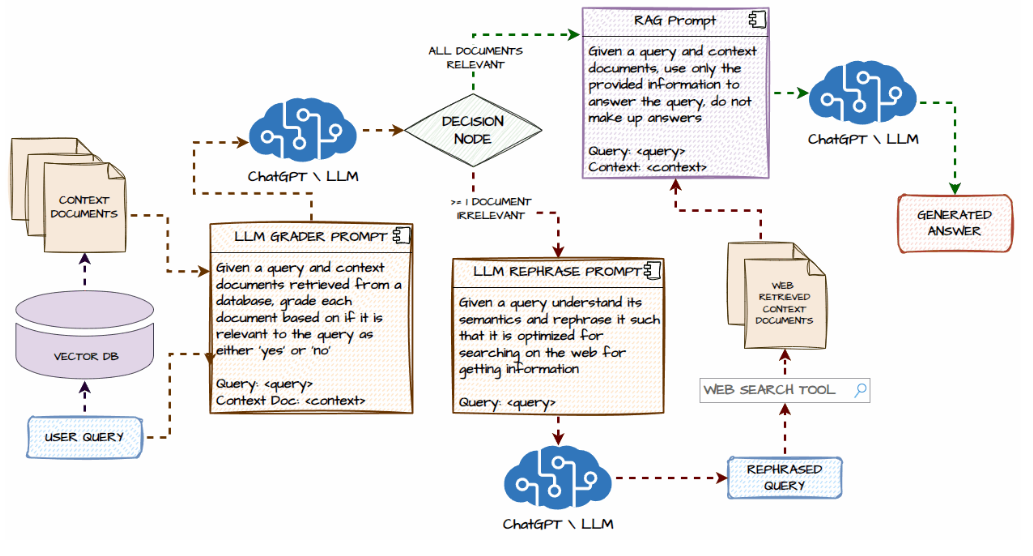 RAG Prompt
Given a query and context
documents, use only the
provided information to
answer the query, do not
make up answers
Query: <query>
Context: <context>
ALL DOCUMENTS
RELEVANT
ChatGPT \ LLM
DECISION
NODE
ChatGPT \ LLM
CONTEXT
DOCUMENTS
>= 1 DOCUMENT
IRRELEVANT
GENERATED
ANSWER
LLM GRADER PROMPT
Given a query and context
documents retrieved from a
database, grade each
document based on if it is
relevant to the query as
either 'yes' or 'no'
Query: <query>
Context Doc: <context>
LLM REPHRASE PROMPT
Given a query understand its
semantics and rephrase it such
that it is optimized for
searching on the web for
getting information
Query: <query>
WEB
RETRIEVED
CONTEXT
DOCUMENTS
VECTOR DB
WEB SEARCH TOOL
USER QUERY
REPHRASED
QUERY
ChatGPT \ LLM